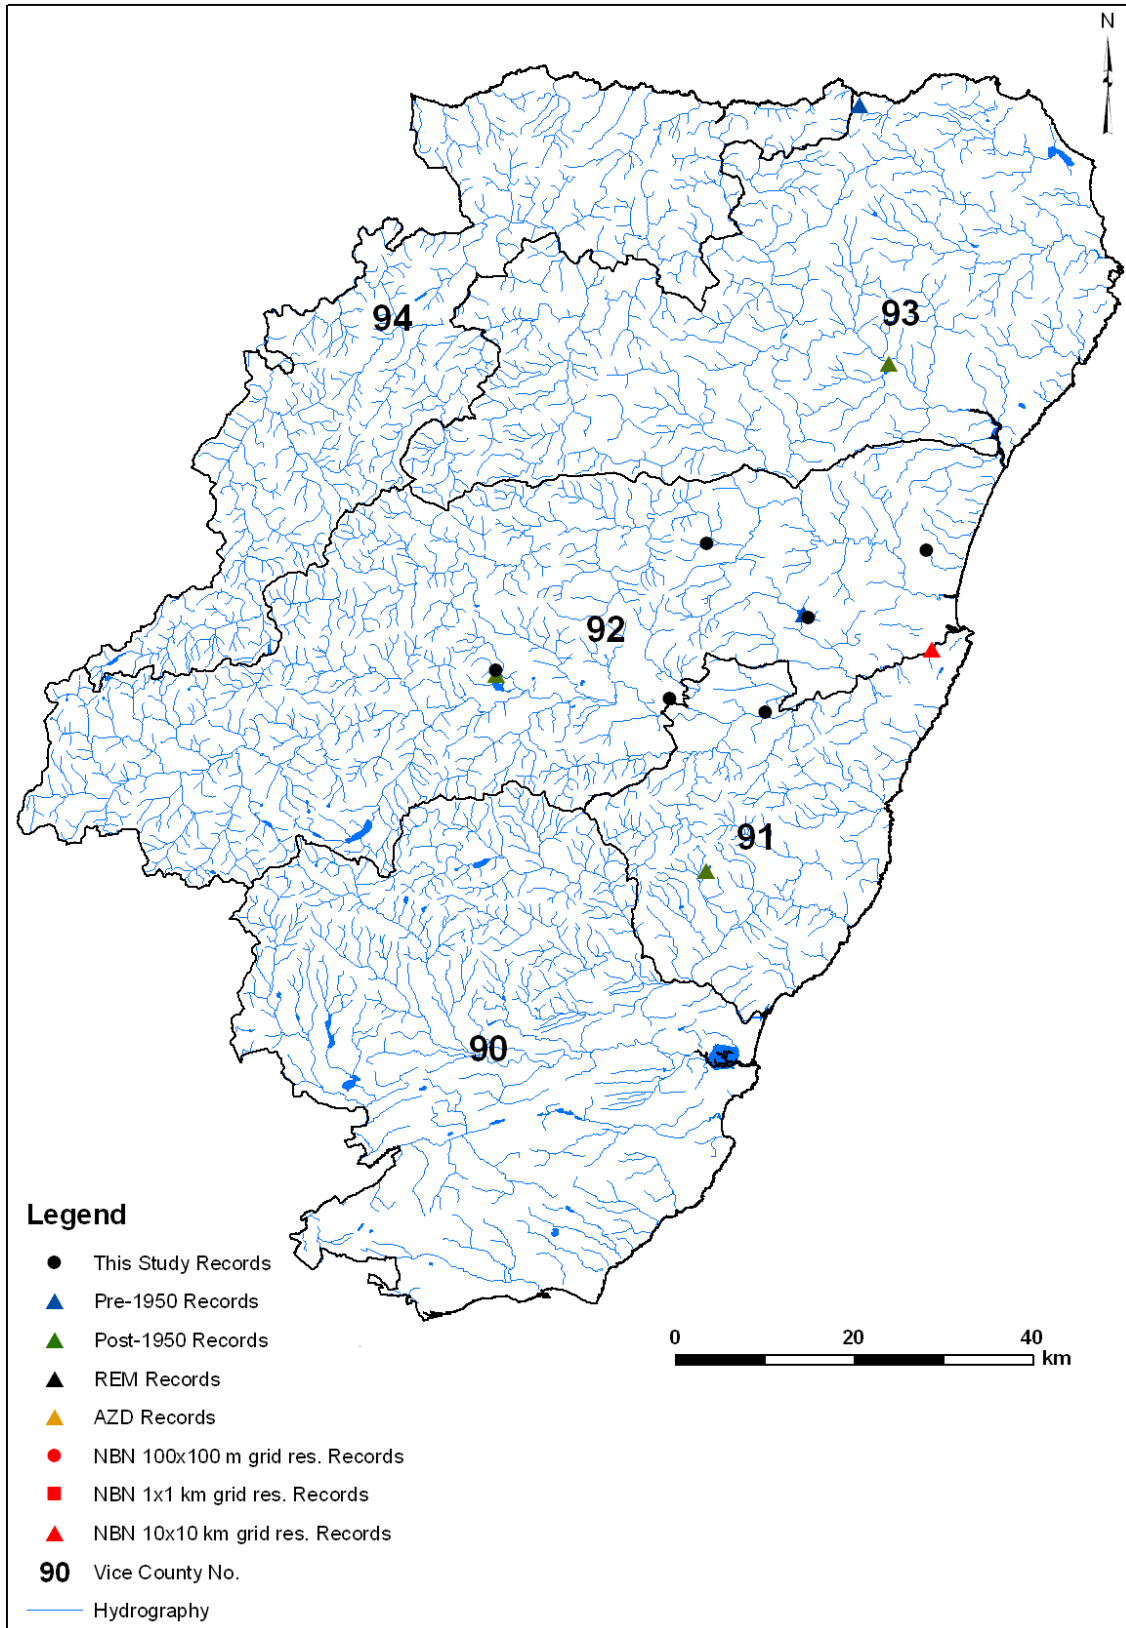 N
94
93
92
91
90
Legend
This Study Records
Pre-1950 Records
Post-1950 Records
REM Records
AZD Records
NBN 100x100 m grid res. Records
NBN 1x1 km grid res. Records
NBN 10x10 km grid res. Records
90 Vice County No.
Hydrography
0 20 40
km